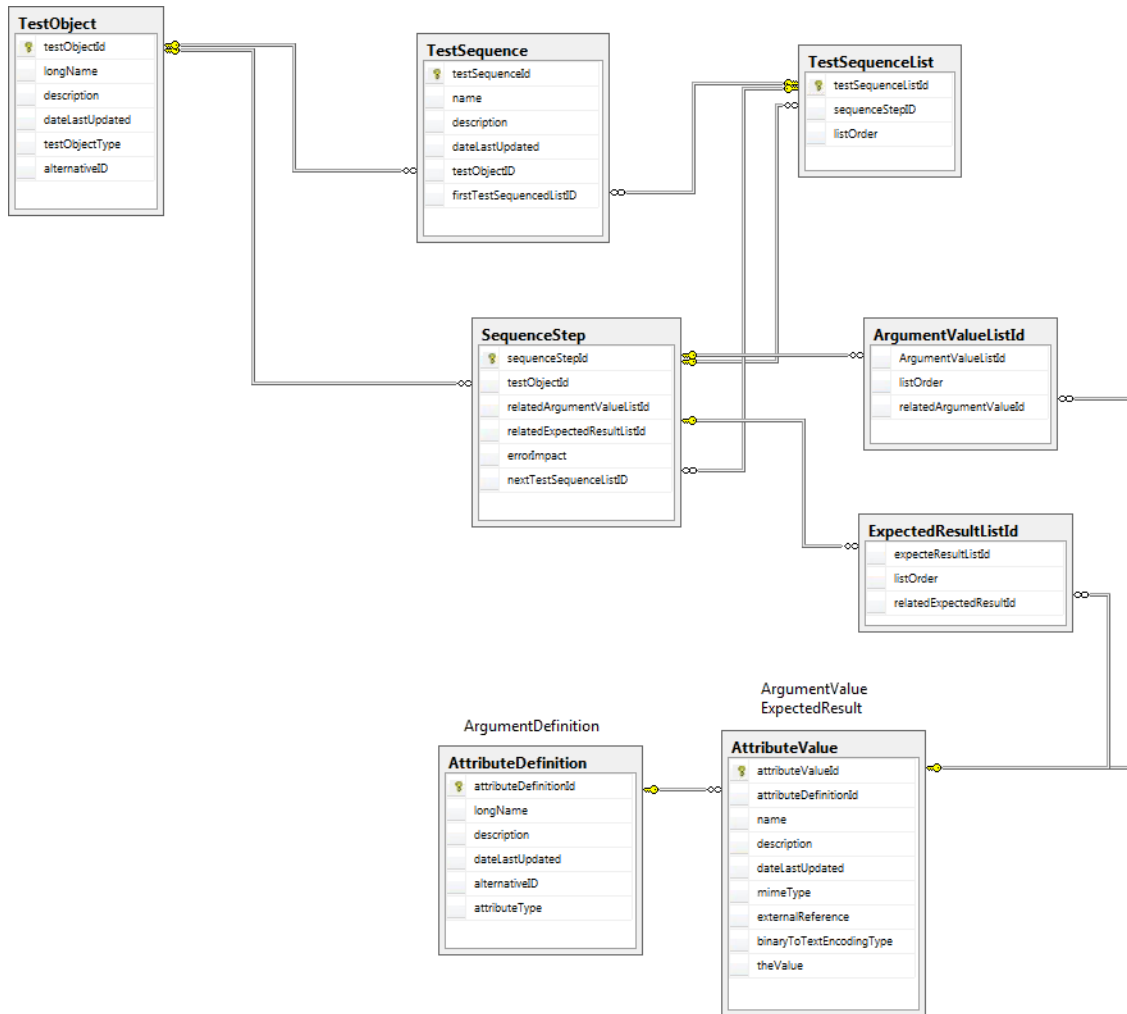 TestObject
testObjectId
longName
description
dateLastUpdated
testObjectType
alternativeID
TestSequence
testSequenceId
name
description
dateLastUpdated
testObjectID
firstTestSequencedListID
TestSequenceList
testSequenceListId
sequenceStepID
listOrder
SequenceStep
sequenceStepId
testObjectId
relatedArgumentValueListId
relatedExpectedResultListId
errorImpact
nextTestSequenceListID
ArgumentValueListId
ArgumentValueListId
listOrder
relatedArgumentValueId
ExpectedResultListId
expecteResultListId
listOrder
relatedExpectedResultId
ArgumentDefinition
AttributeDefinition
attributeDefinitionId
longName
description
dateLastUpdated
alternativeID
attributeType
ArgumentValue
ExpectedResult
AttributeValue
attributeValueId
attributeDefinitionId
name
description
dateLastUpdated
mimeType
externalReference
binaryToTextEncodingType
theValue